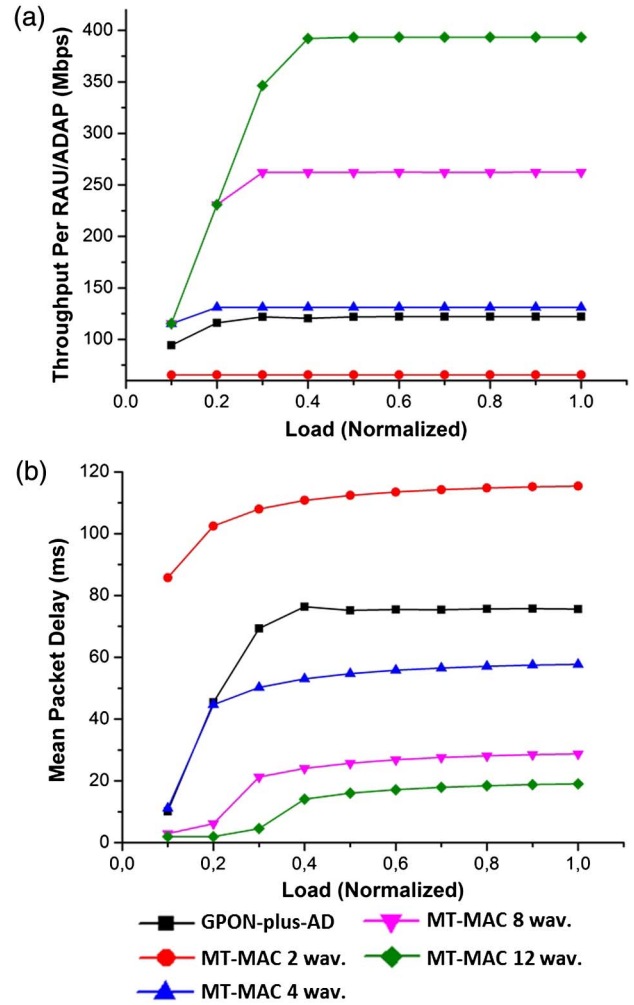 (a)
Throughput Per RAU/ADAP (Mbps)
400
350
300
250
200
150
100
0.0 0.2 0.4 0.6 0.8 1.0
Load (Normalized)
(b)
Mean Packet Delay (ms)
120
100
80
60
40
20
0
0,0 0,2 0,4 0,6 0,8 1,0
Load (Normalized)
GPON-plus-AD
MT-MAC 8 wav.
MT-MAC 2 wav.
MT-MAC 12 wav.
MT-MAC 4 wav.